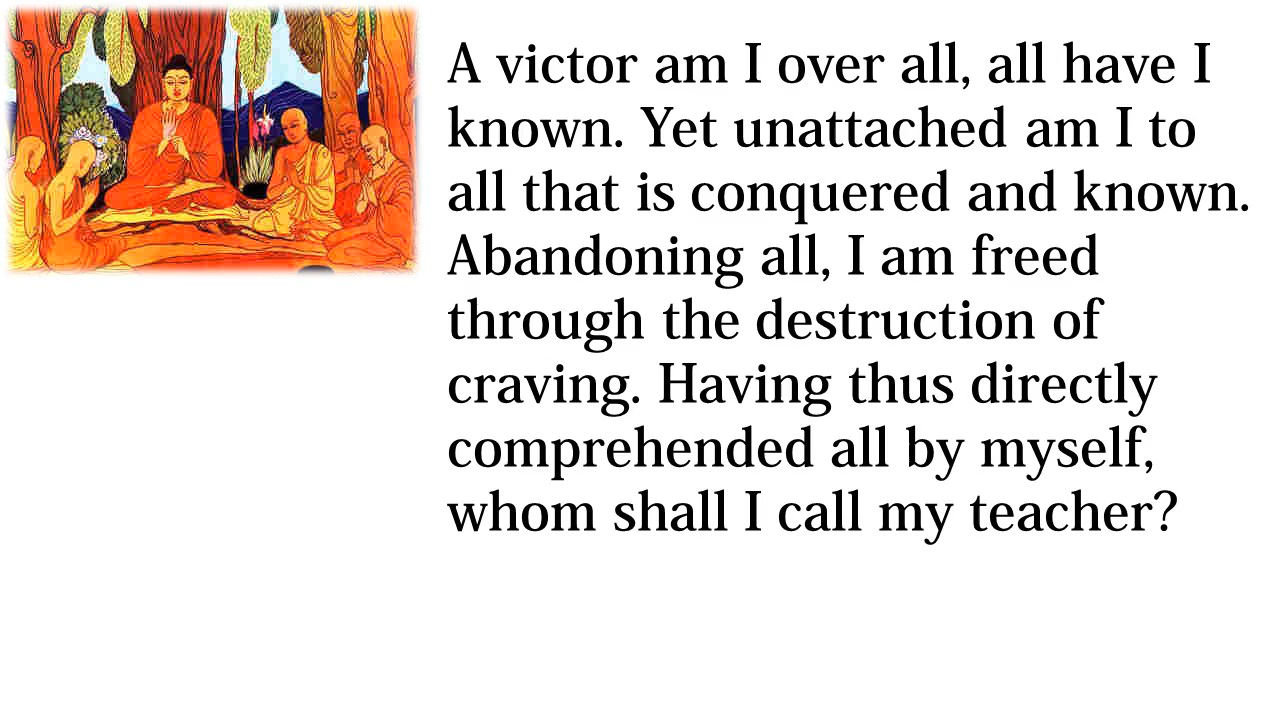 A victor am I over all, all have I
known. Yet unattached am I to
all that is conquered and known.
Abandoning all, I am freed
through the destruction of
craving. Having thus directly
comprehended all by myself,
whom shall I call my teacher?